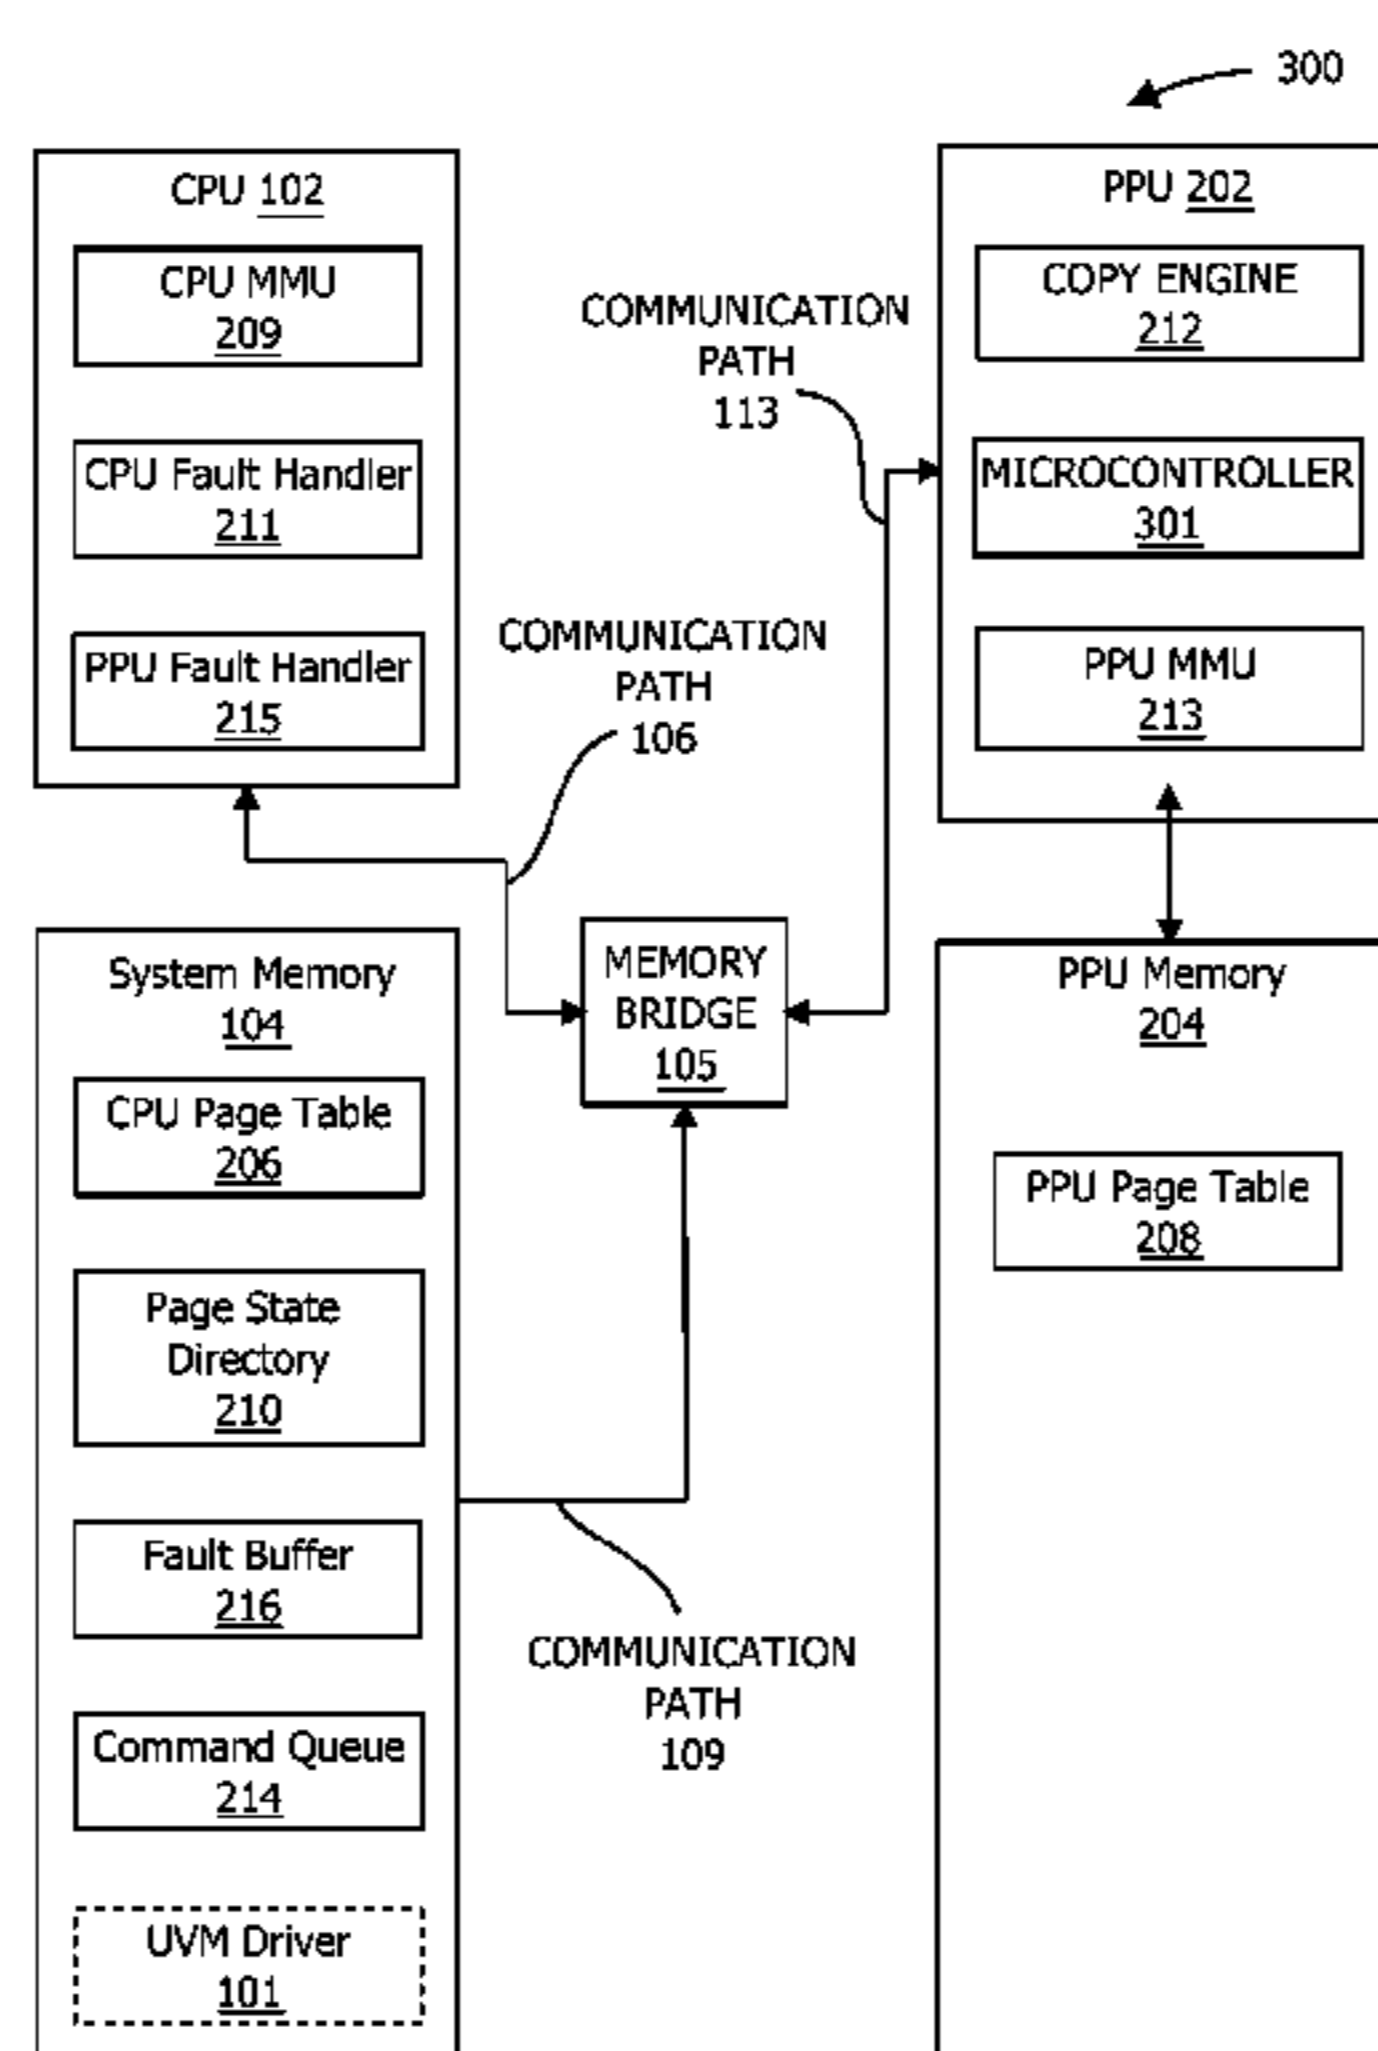 300
CPU 102
CPU MMU
209
CPU Fault Handler
211
PPU Fault Handler
215
COMMUNICATION
PATH
113
COMMUNICATION
PATH
106
PPU 202
COPY ENGINE
212
MICROCONTROLLER
301
PPU MMU
213
System Memory
104
CPU Page Table
206
Page State
Directory
210
Fault Buffer
216
Command Queue
214
UVM Driver
101
MEMORY
BRIDGE
105
COMMUNICATION
PATH
109
PPU Memory
204
PPU Page Table
208